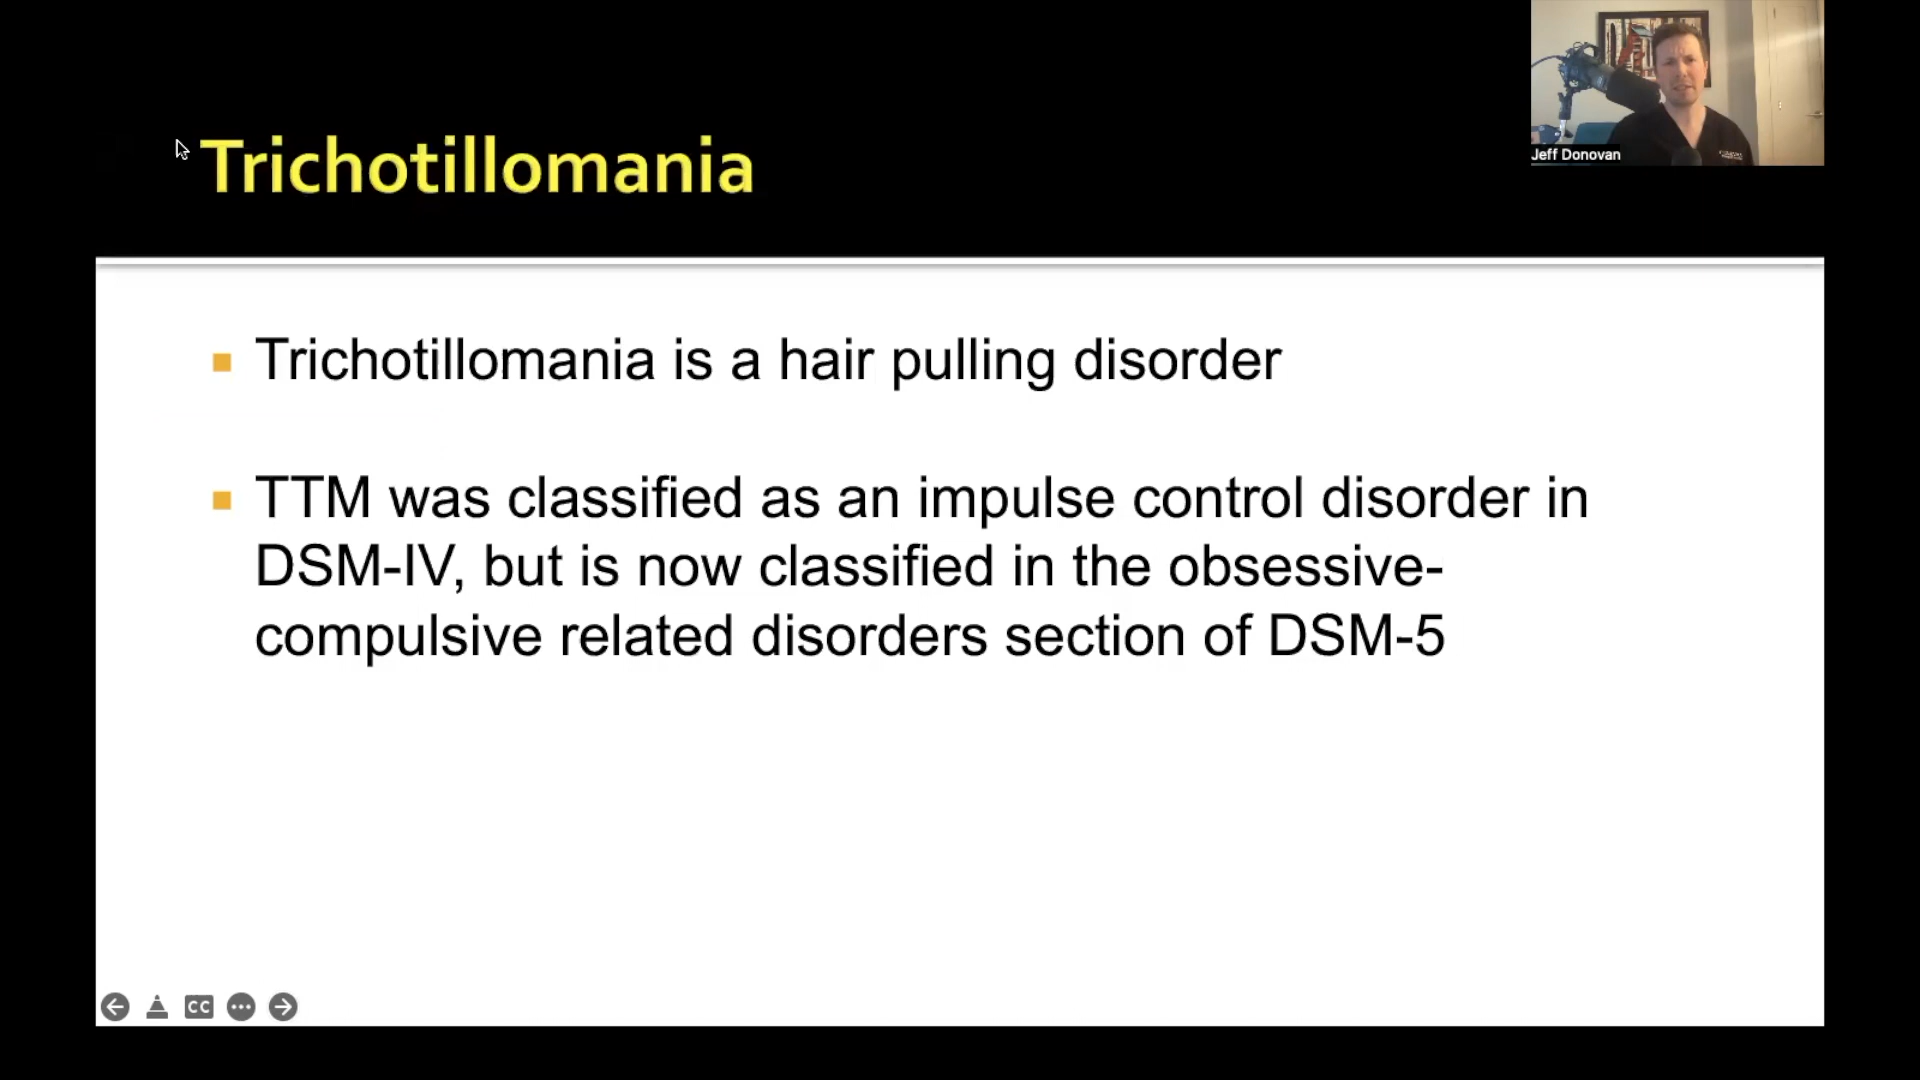 Jeff Donovan
Trichotillomania
Trichotillomania is a hair pulling disorder
TTM was classified as an impulse control disorder in
DSM-IV, but is now classified in the obsessive-
compulsive related disorders section of DSM-5
CC